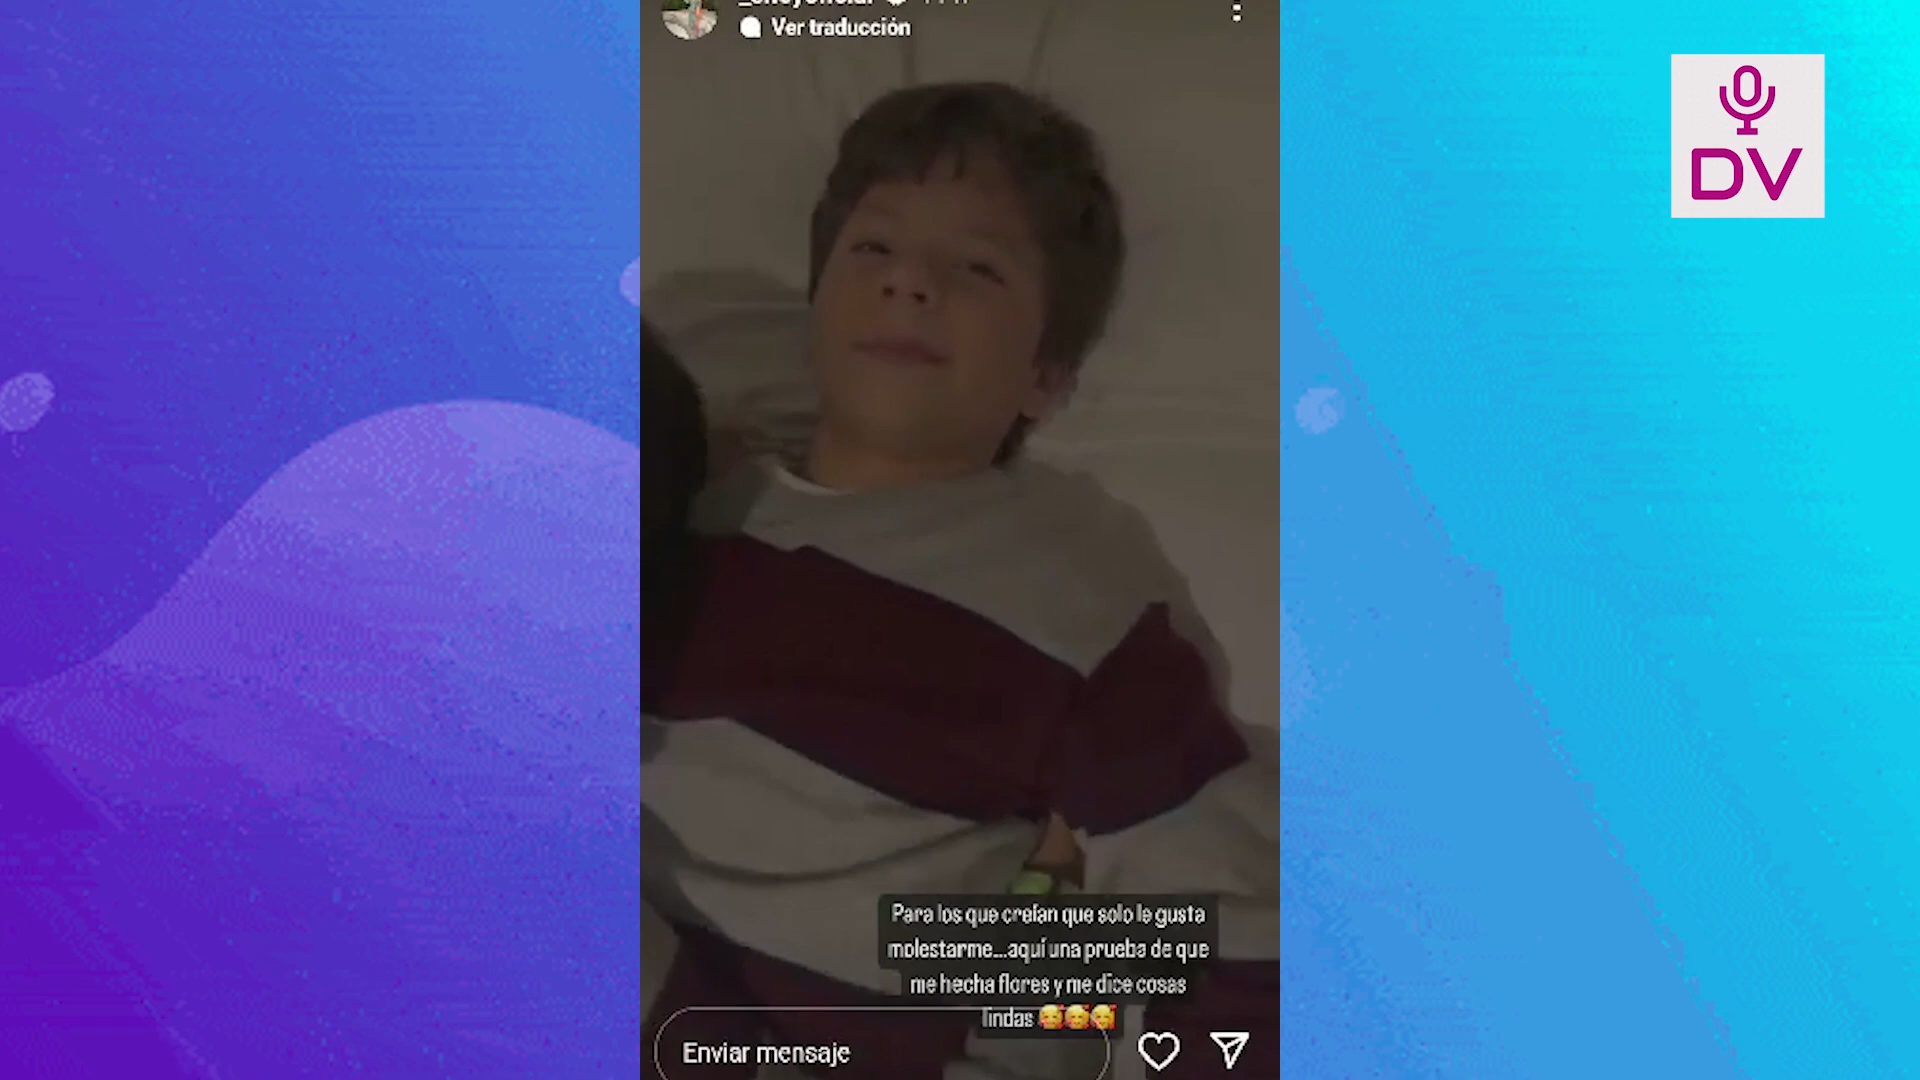 Ver traducción
DV
Para los que creían que solo le gusta
molestarme...aquí una prueba de que
me hecha flores y me dice cosas
lindas 🥰🥰🥰
Enviar mensaje